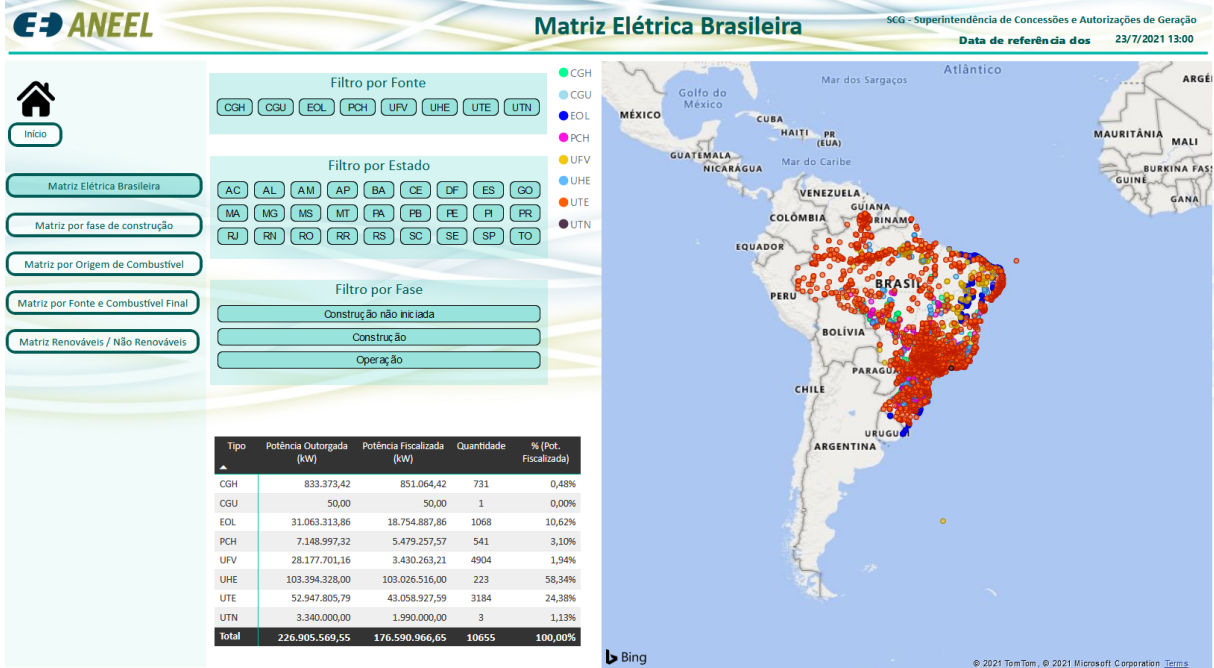 ANEEL
Matriz Elétrica Brasileira
SCG - Superintendência de Concessões e Autorizações de Geração
Data de referência dos 23/7/2021 13:00
Início
Matriz Elétrica Brasileira
Matriz por fase de construção
Matriz por Origem de Combustível
Matriz por Fonte e Combustível Final
Matriz Renováveis / Não Renováveis
Filtro por Fonte
CGH CGU EOL PCH UFV UHE UTE UTN
Filtro por Estado
AC AL AM AP BA CE DF ES GO
MA MG MS MT PA PB PE PI PR
RJ RN RO RR RS SC SE SP TO
Filtro por Fase
Construção não iniciada
Construção
Operação
CGH
CGU
EOL
PCH
UFV
UHE
UTE
UTN
Tipo Potência Outorgada (kW) Potência Fiscalizada (kW) Quantidade % (Pot. Fiscalizada)
CGH 833.373,42 851.064,42 731 0,48%
CGU 50,00 50,00 1 0,00%
EOL 31.063.313,86 18.754.887,86 1068 10,62%
PCH 7.148.997,32 5.479.257,57 541 3,10%
UFV 28.177.701,16 3.430.263,21 4904 1,94%
UHE 103.394.328,00 103.026.516,00 223 58,34%
UTE 52.947.805,79 43.058.927,59 3184 24,38%
UTN 3.340.000,00 1.990.000,00 3 1,13%
Total 226.905.569,55 176.590.966,65 10655 100,00%
Atlântico
Mar dos Sargaços
Golfo do
México
MÉXICO
CUBA
HAITI
PR
(EUA)
GUATEMALA
Mar do Caribe
NICARÁGUA
VENEZUELA
GUIANA
COLÔMBIA
EQUADOR
BRASIL
PERU
BOLÍVIA
CHILE
ARGENTINA
MAURITÂNIA
MALI
GUINÉ
GANA
Bing
© 2021 TomTom, © 2021 Microsoft Corporation Terms